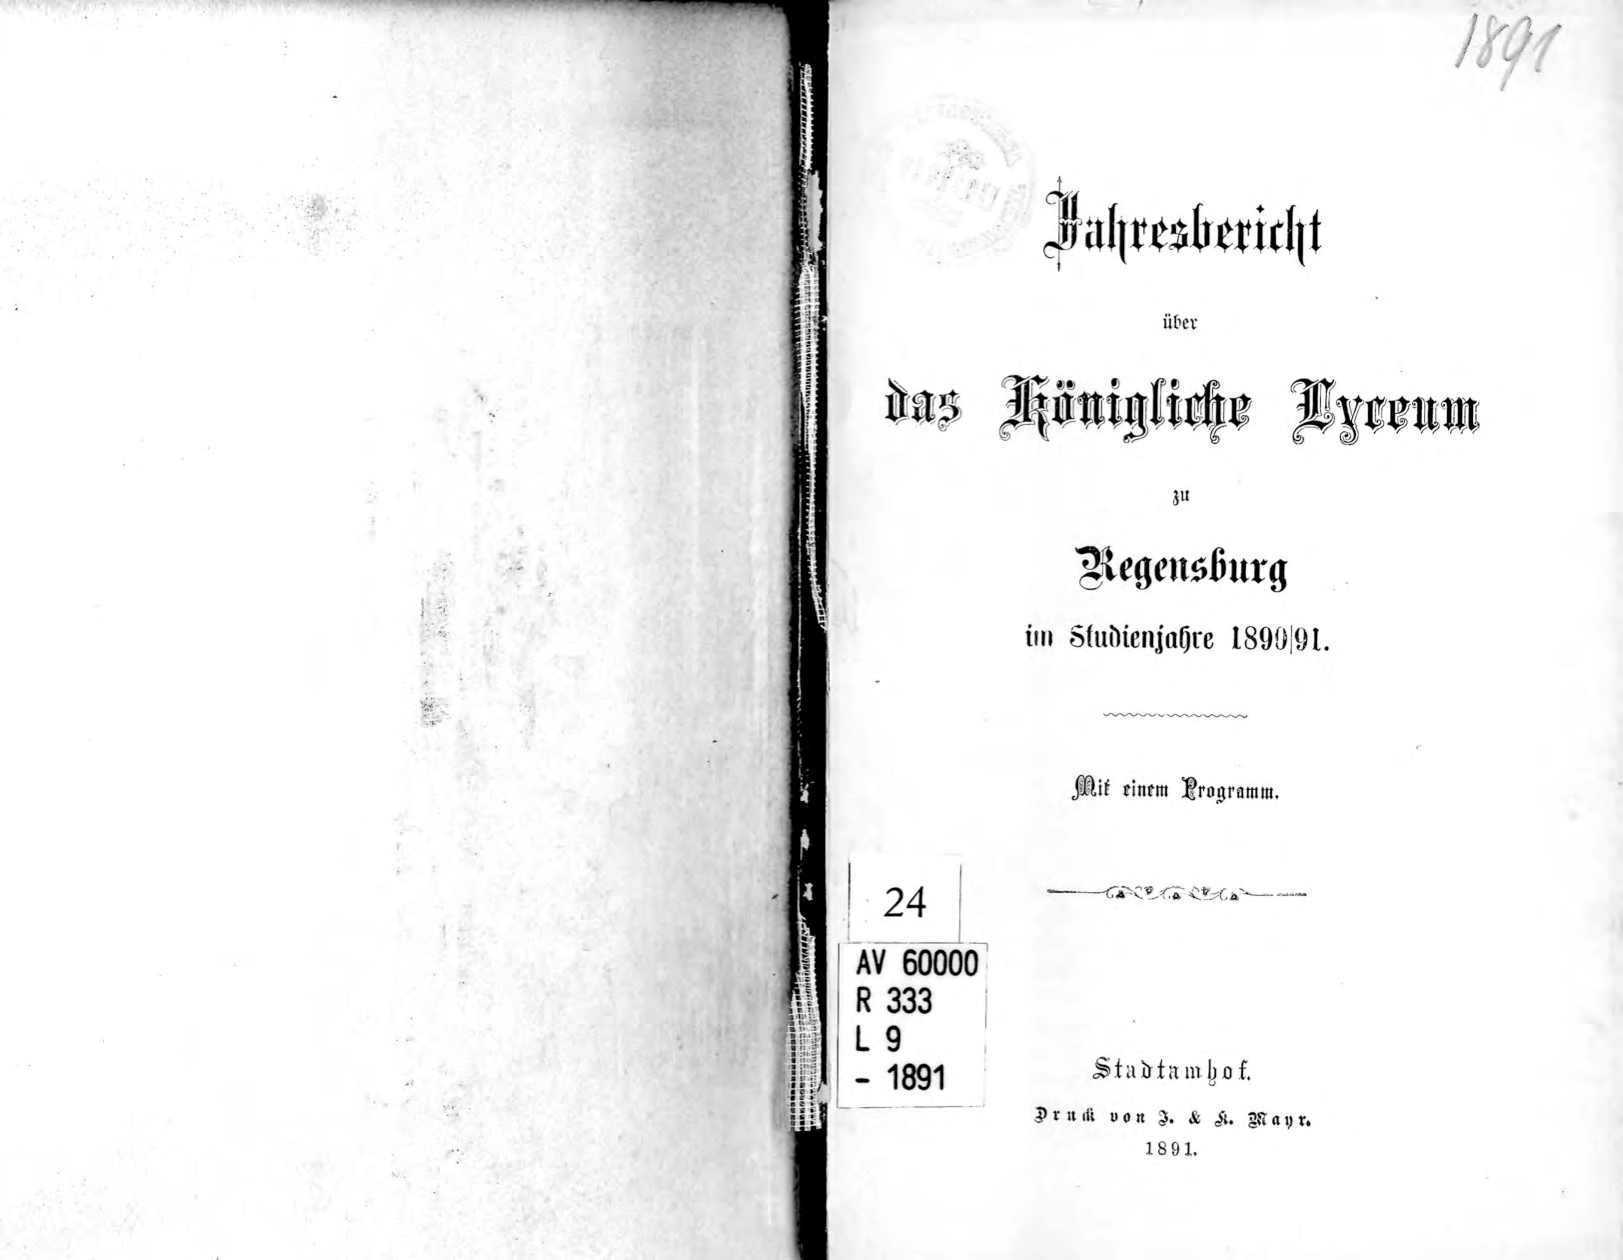 1891
Jahresbericht
über
das Königliche Lyceum
zu
Regensburg
im Studienjahre 1890|91.
Mit einem Programm.
24
AV 60000
R 333
L 9
- 1891
Stadtamhof.
Druck von J. & K. Mayr.
1891.